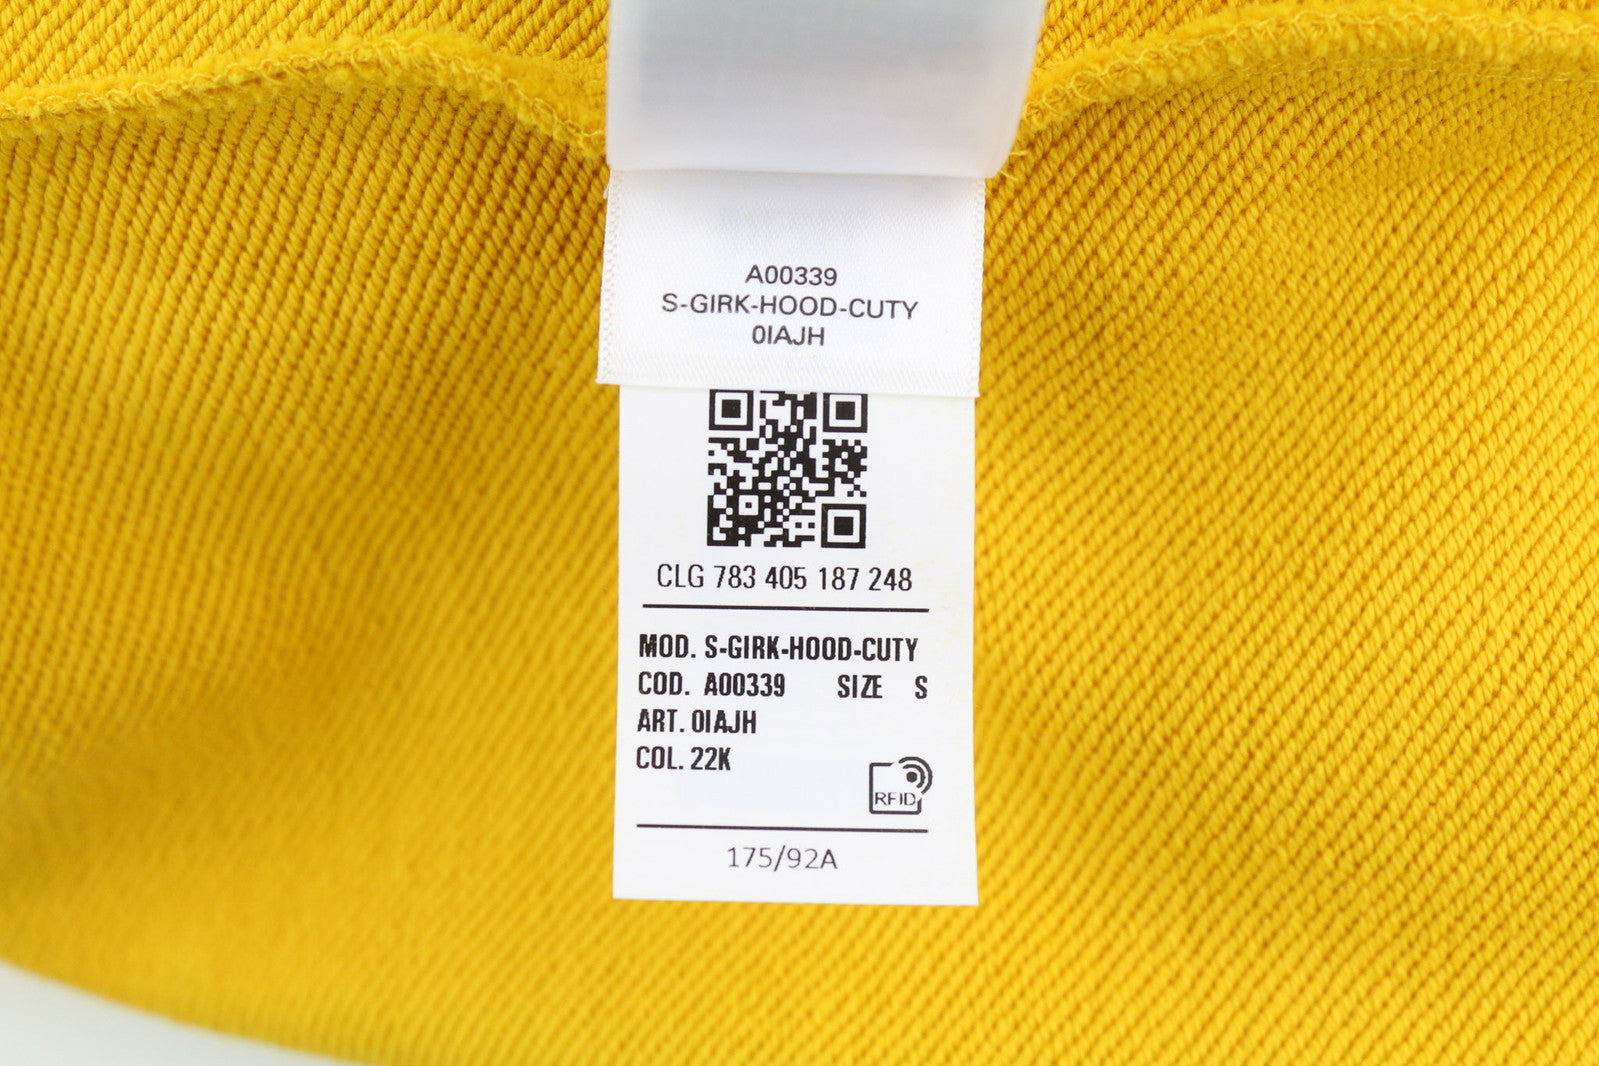 A00339
S-GIRK-HOOD-CUTY
0IAJH
CLG 783 405 187 248
MOD. S-GIRK-HOOD-CUTY
COD. A00339 SIZE S
ART. 0IAJH
COL. 22K
RFID
175/92A